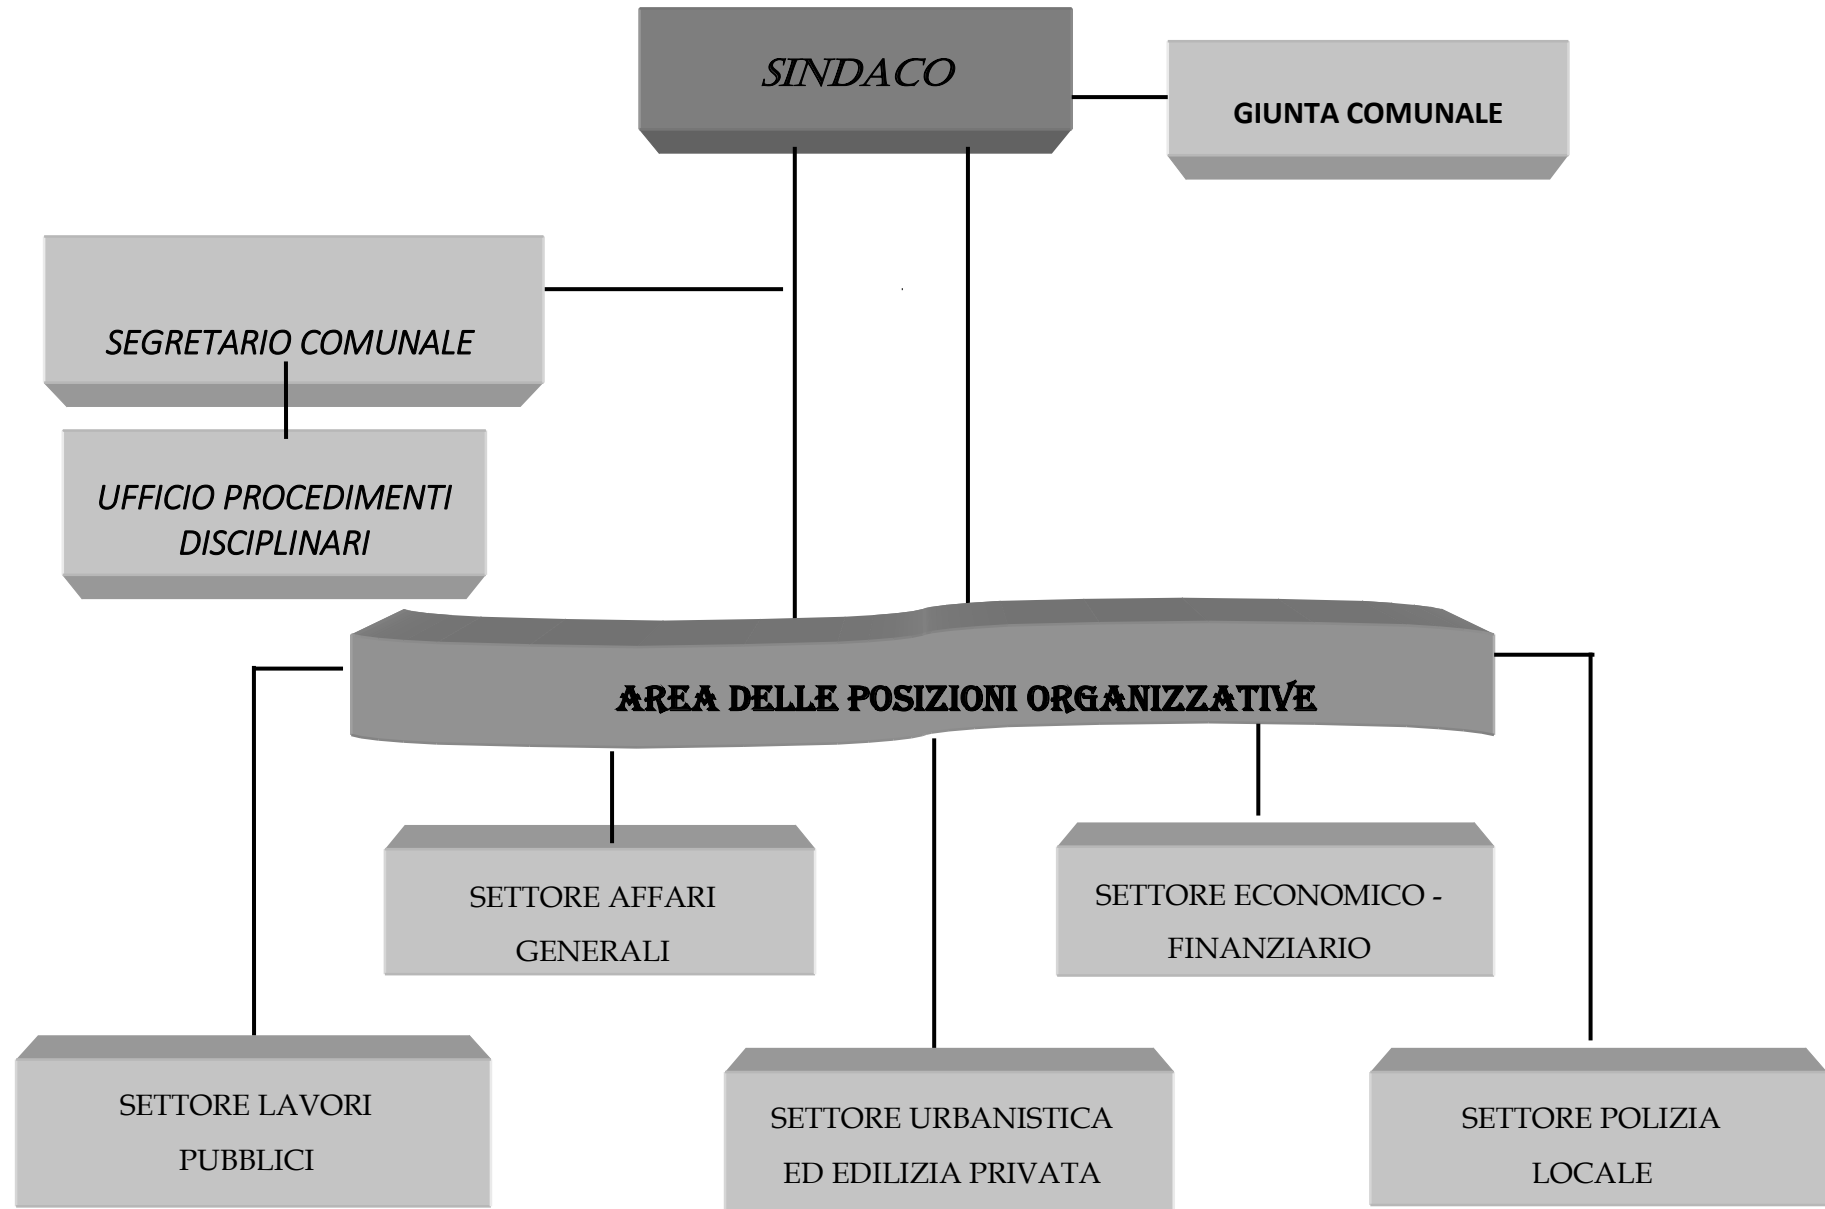 SINDACO
GIUNTA COMUNALE
SEGRETARIO COMUNALE
UFFICIO PROCEDIMENTI
DISCIPLINARI
AREA DELLE POSIZIONI ORGANIZZATIVE
SETTORE AFFARI
GENERALI
SETTORE ECONOMICO -
FINANZIARIO
SETTORE LAVORI
PUBBLICI
SETTORE URBANISTICA
ED EDILIZIA PRIVATA
SETTORE POLIZIA
LOCALE